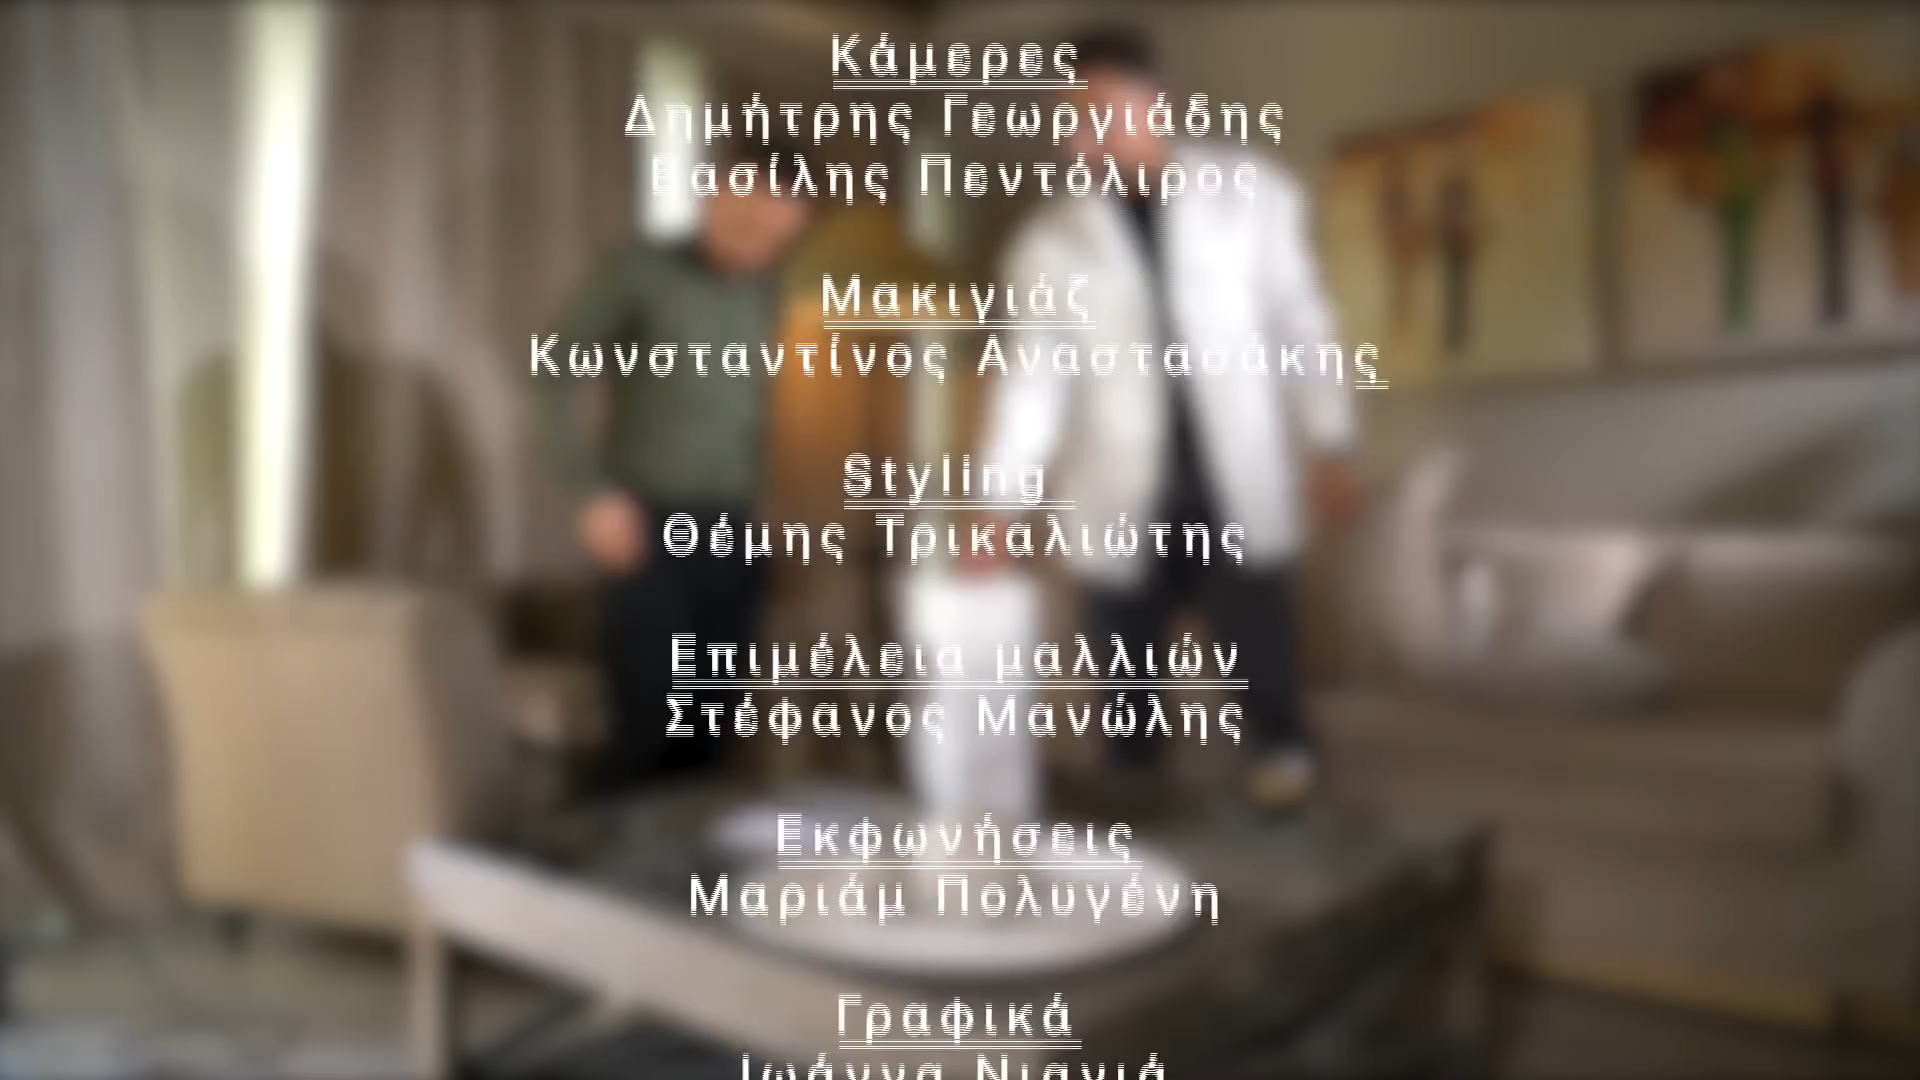 Κάμερες
Δημήτρης Γεωργιάδης
Βασίλης Πεντόλιρος
Μακιγιάζ
Κωνσταντίνος Αναστασάκης
Styling
Θέμης Τρικαλιώτης
Επιμέλεια μαλλιών
Στέφανος Μανώλης
Εκφωνήσεις
Μαριάμ Πολυγένη
Γραφικά
Ιωάννα